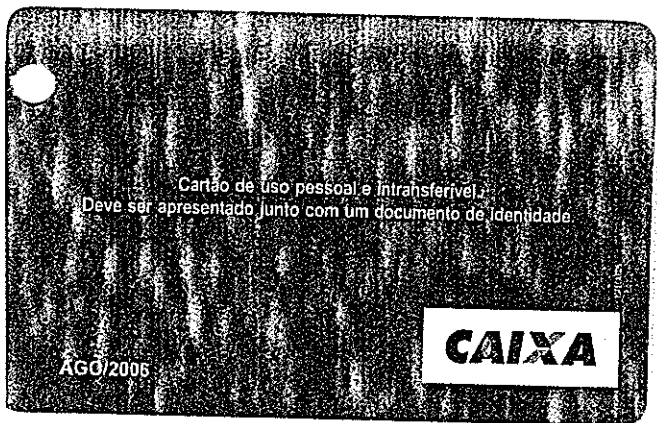 Cartão de uso pessoal e intransferível.
Deve ser apresentado junto com um documento de identidade.
AGO/2006
CAIXA